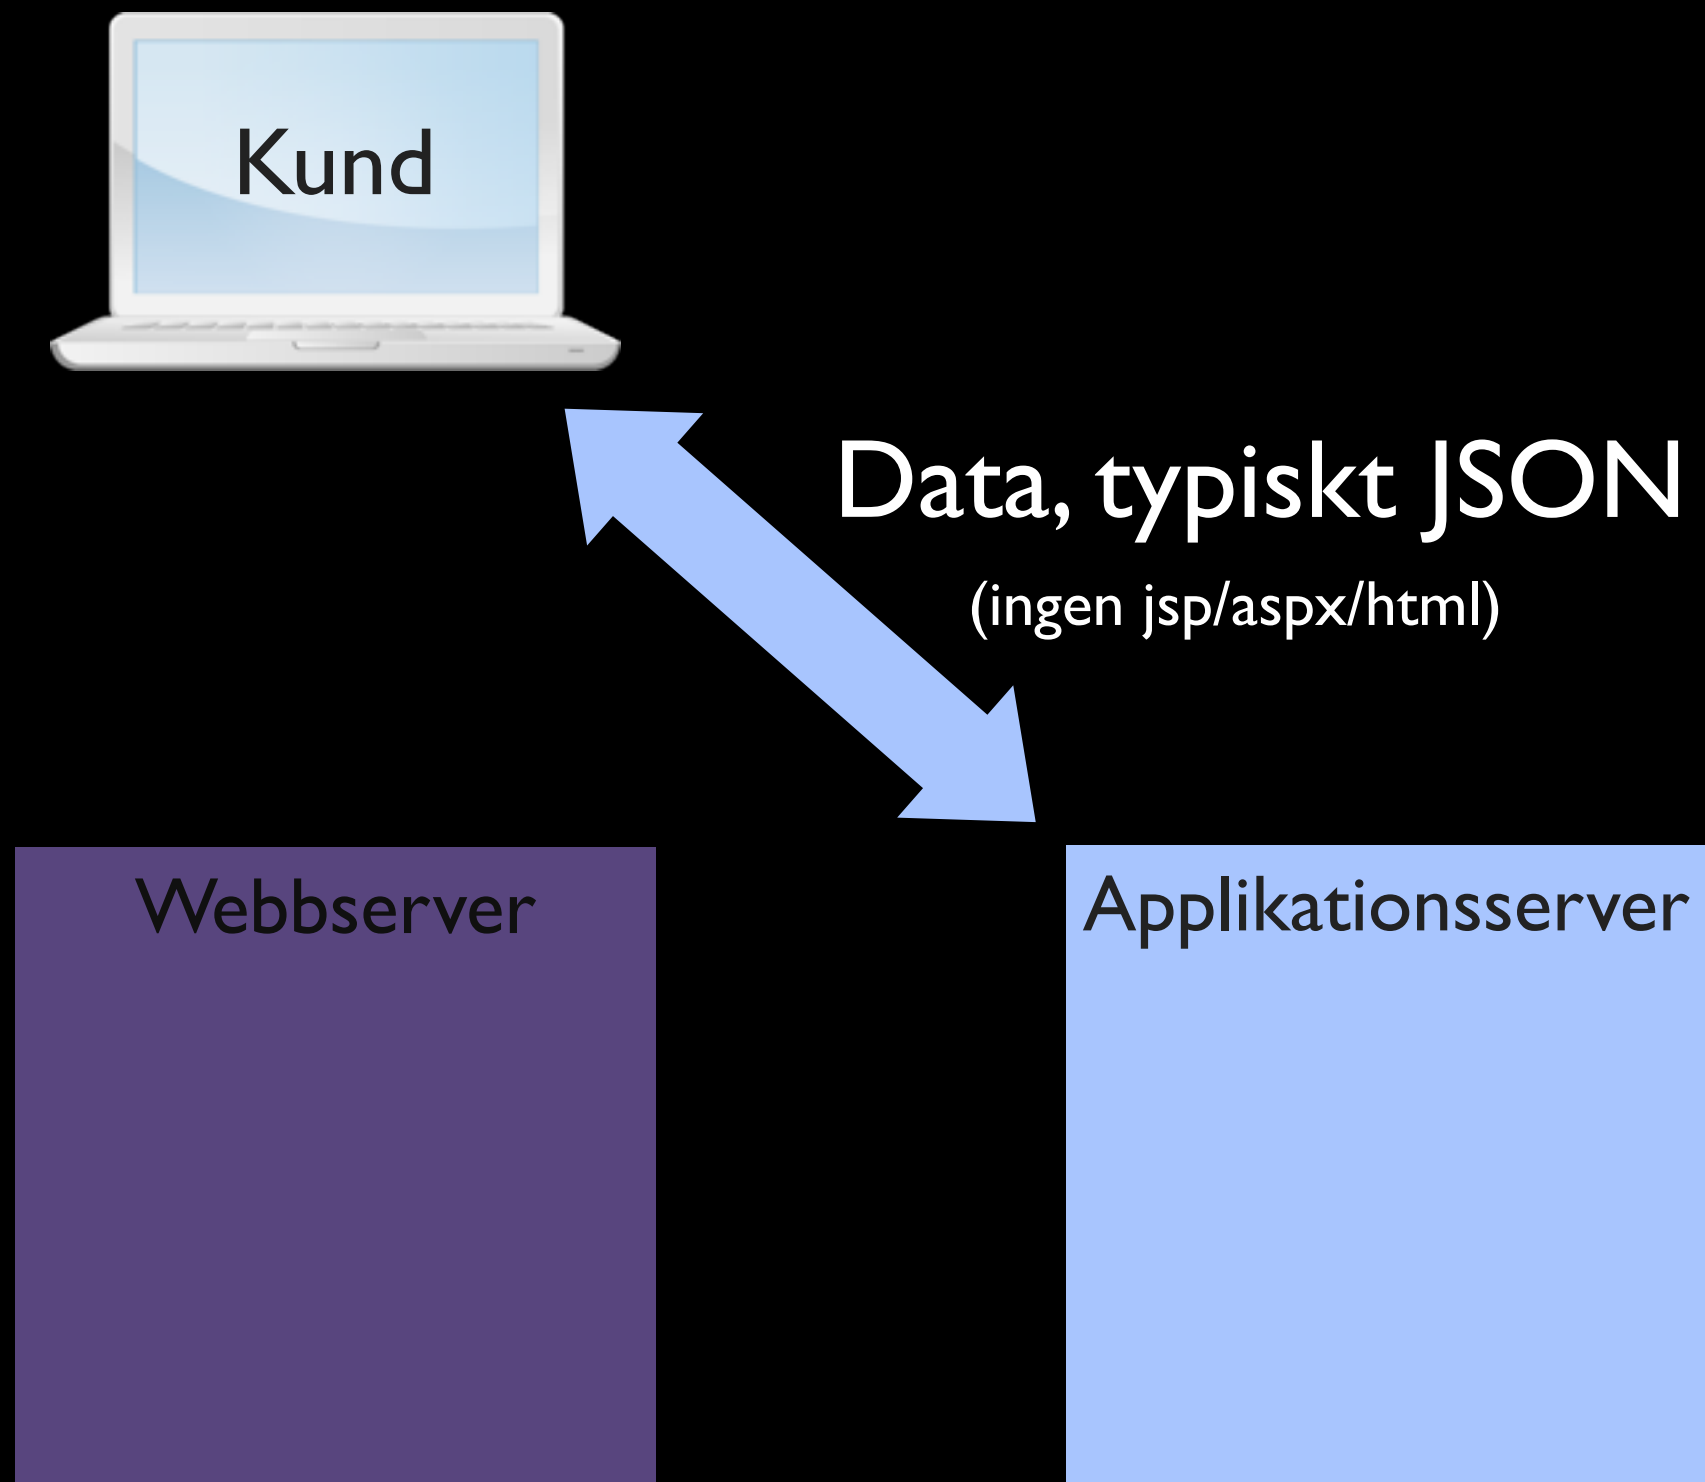 Kund
Data, typiskt JSON
(ingen jsp/aspx/html)
Webbserver
Applikationsserver